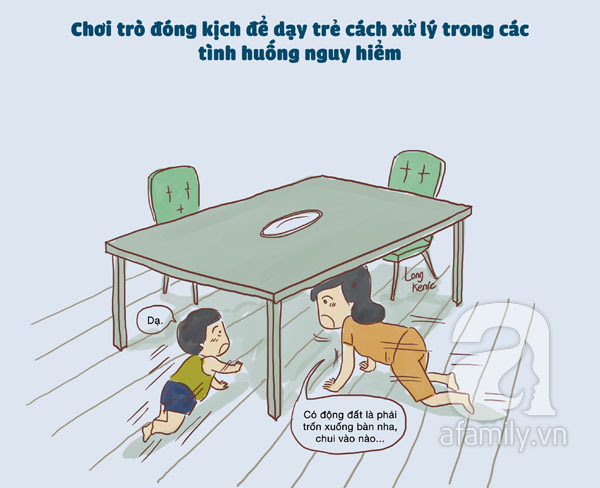 Chơi trò đóng kịch để dạy trẻ cách xử lý trong các
tình huống nguy hiểm
Long
Kenic
Dạ.
Có động đất là phải
trốn xuống bàn nha,
chui vào nào...
a
afamily.vn